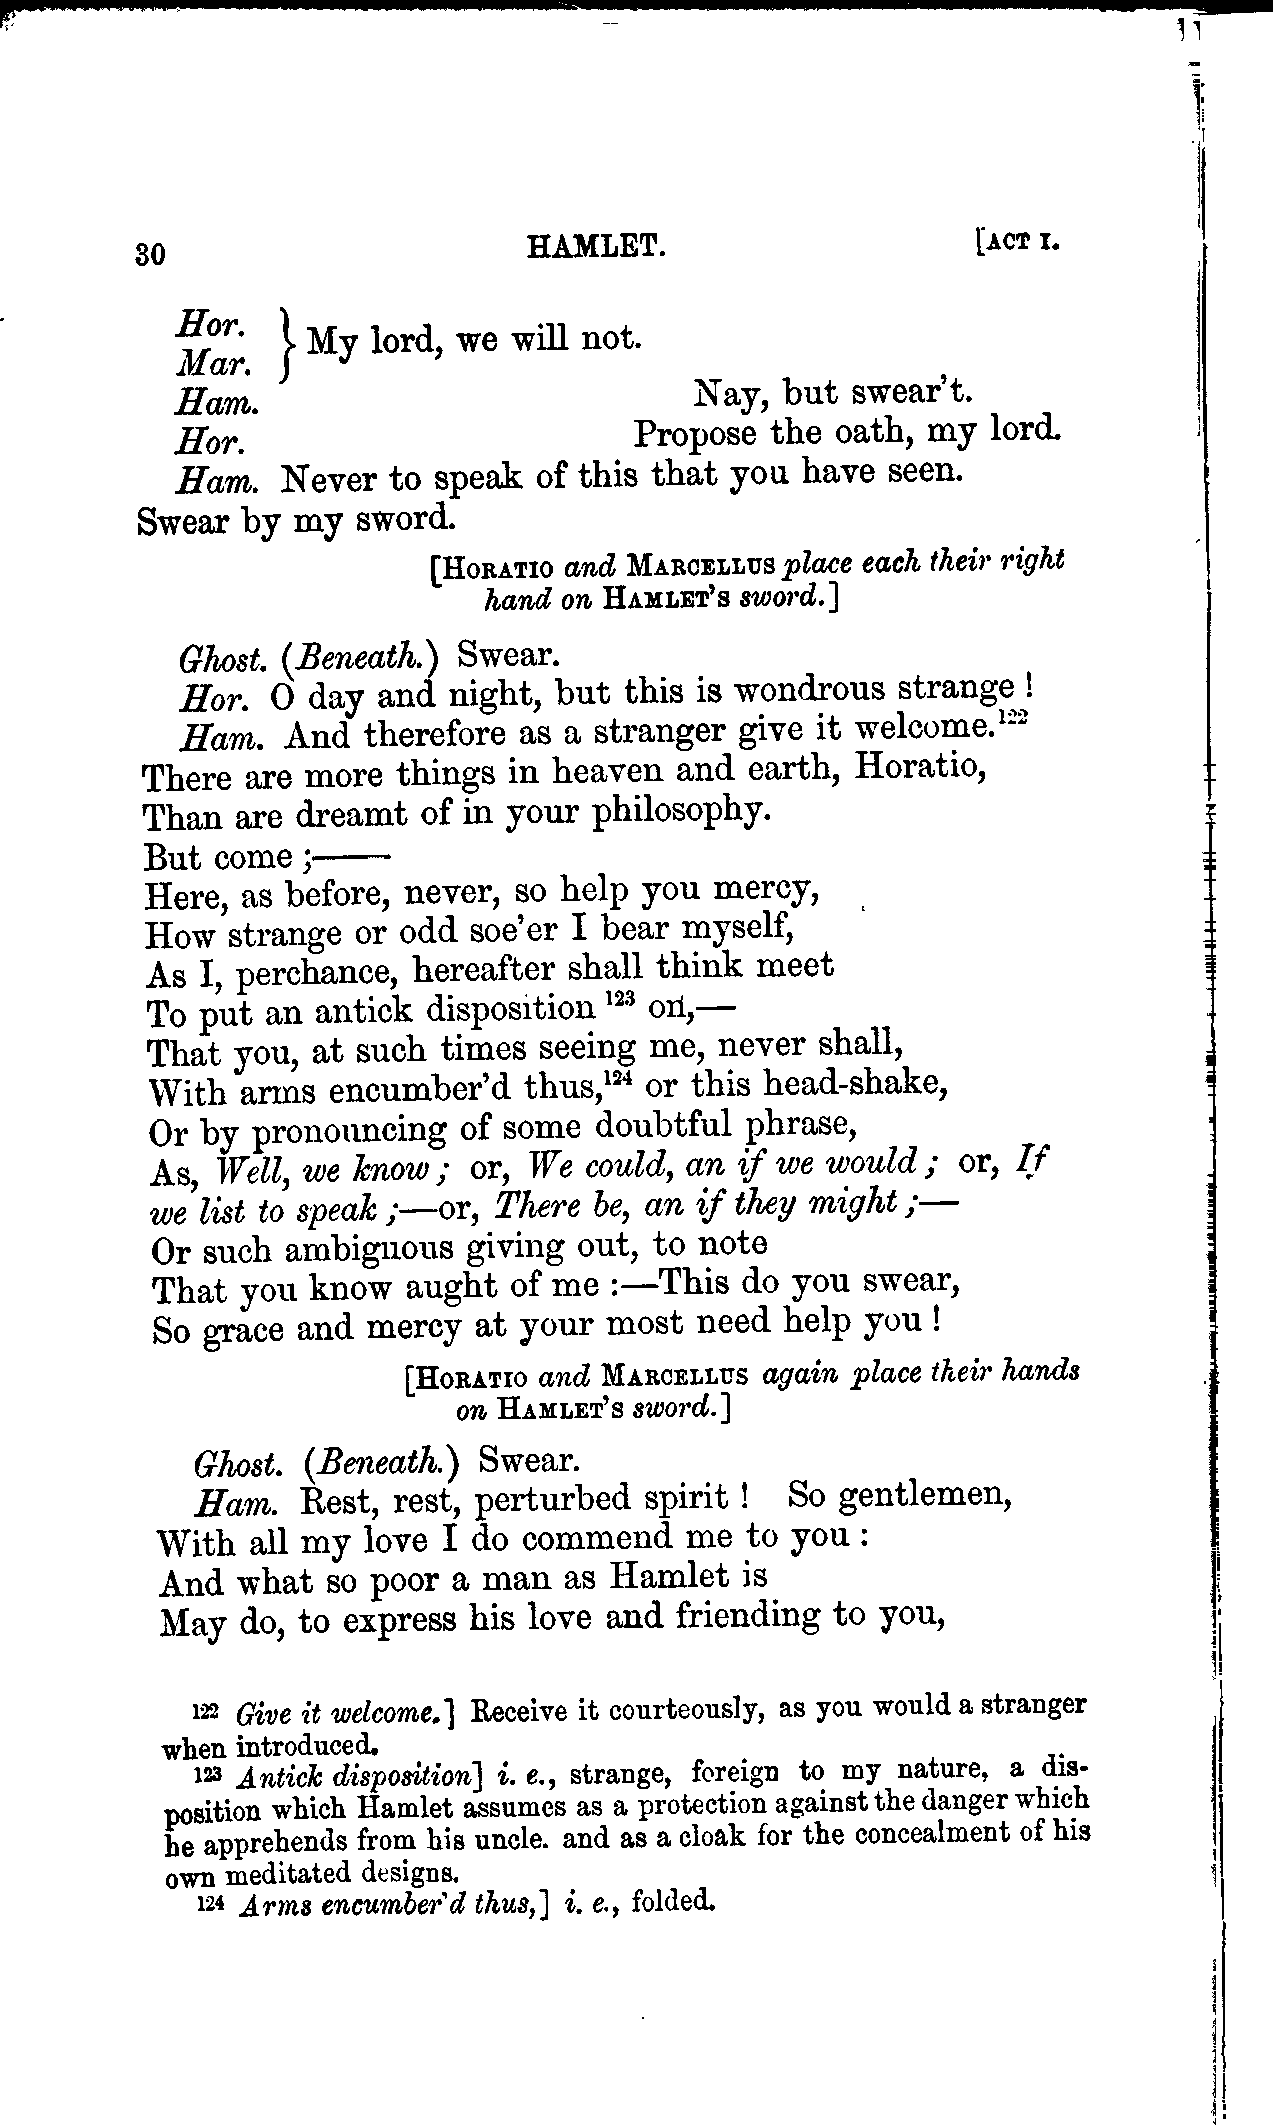 30 HAMLET. [ACT I.
Hor.
Mar. } My lord, we will not.
Ham. Nay, but swear't.
Hor. Propose the oath, my lord.
Ham. Never to speak of this that you have seen.
Swear by my sword.
[HORATIO and MARCELLUS place each their right
hand on HAMLET'S sword.]
Ghost. (Beneath.) Swear.
Hor. O day and night, but this is wondrous strange !
Ham. And therefore as a stranger give it welcome.¹²²
There are more things in heaven and earth, Horatio,
Than are dreamt of in your philosophy.
But come ;——
Here, as before, never, so help you mercy,
How strange or odd soe'er I bear myself,
As I, perchance, hereafter shall think meet
To put an antick disposition ¹²³ on,—
That you, at such times seeing me, never shall,
With arms encumber'd thus,¹²⁴ or this head-shake,
Or by pronouncing of some doubtful phrase,
As, Well, we know ; or, We could, an if we would ; or, If
we list to speak ;—or, There be, an if they might ;—
Or such ambiguous giving out, to note
That you know aught of me :—This do you swear,
So grace and mercy at your most need help you !
[HORATIO and MARCELLUS again place their hands
on HAMLET'S sword.]
Ghost. (Beneath.) Swear.
Ham. Rest, rest, perturbed spirit ! So gentlemen,
With all my love I do commend me to you :
And what so poor a man as Hamlet is
May do, to express his love and friending to you,
¹²² Give it welcome.] Receive it courteously, as you would a stranger
when introduced.
¹²³ Antick disposition] i. e., strange, foreign to my nature, a dis-
position which Hamlet assumes as a protection against the danger which
he apprehends from his uncle. and as a cloak for the concealment of his
own meditated designs.
¹²⁴ Arms encumber'd thus,] i. e., folded.